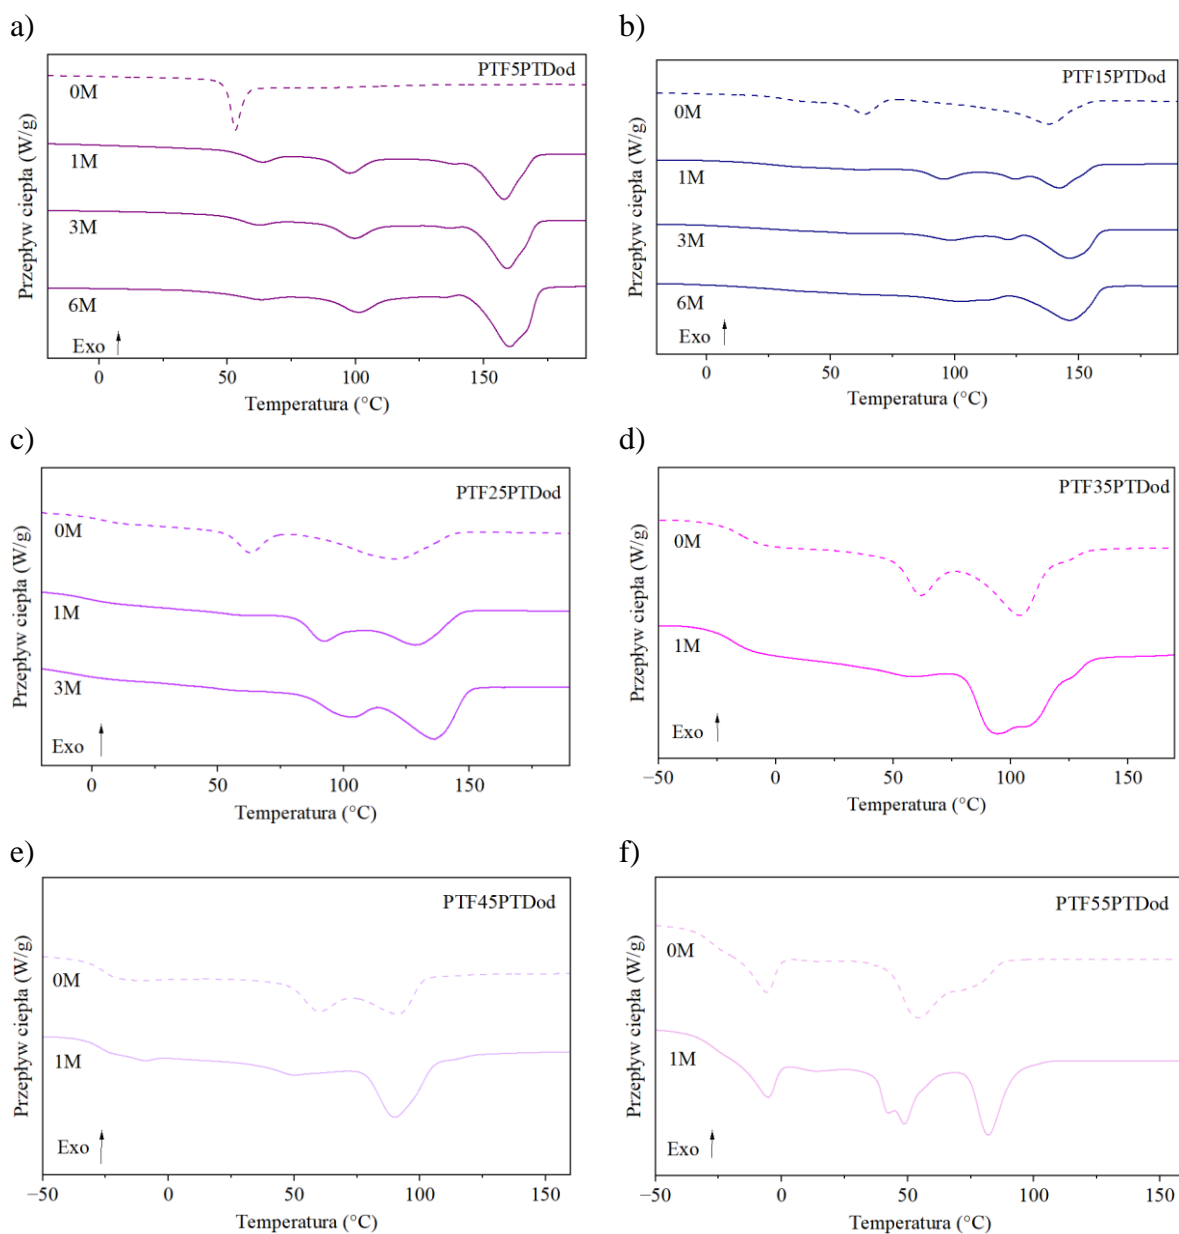 a)
PTF5PTDod
0M
1M
3M
6M
Exo
Przepływ ciepła (W/g)
0 50 100 150
Temperatura (°C)
b)
PTF15PTDod
0M
1M
3M
6M
Exo
Przepływ ciepła (W/g)
0 50 100 150
Temperatura (°C)
c)
PTF25PTDod
0M
1M
3M
Exo
Przepływ ciepła (W/g)
0 50 100 150
Temperatura (°C)
d)
PTF35PTDod
0M
1M
Exo
Przepływ ciepła (W/g)
−50 0 50 100 150
Temperatura (°C)
e)
PTF45PTDod
0M
1M
Exo
Przepływ ciepła (W/g)
−50 0 50 100 150
Temperatura (°C)
f)
PTF55PTDod
0M
1M
Exo
Przepływ ciepła (W/g)
−50 0 50 100 150
Temperatura (°C)